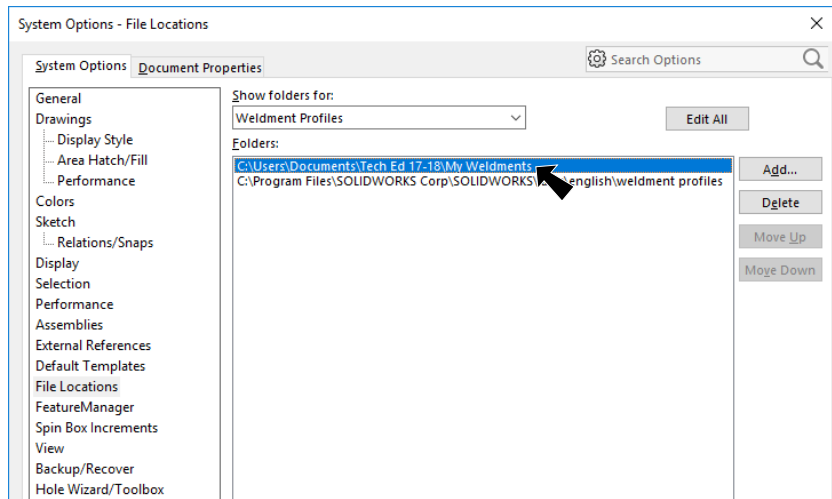 System Options - File Locations
System Options
Document Properties
Search Options
General
Drawings
Display Style
Area Hatch/Fill
Performance
Colors
Sketch
Relations/Snaps
Display
Selection
Performance
Assemblies
External References
Default Templates
File Locations
FeatureManager
Spin Box Increments
View
Backup/Recover
Hole Wizard/Toolbox
Show folders for:
Weldment Profiles
Edit All
Folders:
C:\Users\Documents\Tech Ed 17-18\My Weldments
C:\Program Files\SOLIDWORKS Corp\SOLIDWORKS\ english\weldment profiles
Add...
Delete
Move Up
Move Down